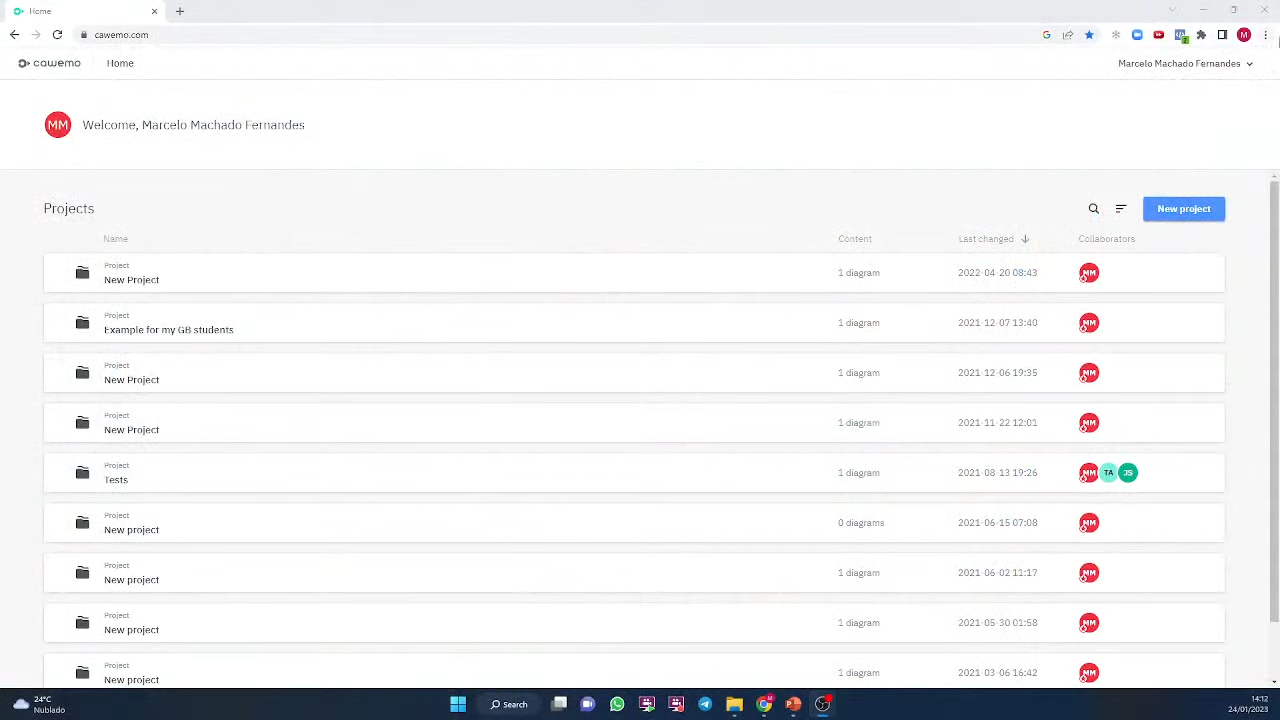 Home
cawemo.com
M
cawemo Home Marcelo Machado Fernandes
MM Welcome, Marcelo Machado Fernandes
Projects New project
Name Content Last changed Collaborators
Project
New Project 1 diagram 2022-04-20 08:43 MM
Project
Example for my GB students 1 diagram 2021-12-07 13:40 MM
Project
New Project 1 diagram 2021-12-06 19:35 MM
Project
New Project 1 diagram 2021-11-22 12:01 MM
Project
Tests 1 diagram 2021-08-13 19:26 MM TA JS
Project
New project 0 diagrams 2021-06-15 07:08 MM
Project
New project 1 diagram 2021-06-02 11:17 MM
Project
New project 1 diagram 2021-05-30 01:58 MM
Project
New project 1 diagram 2021-03-06 16:42 MM
24°C
Nublado
Search
14:12
24/01/2023